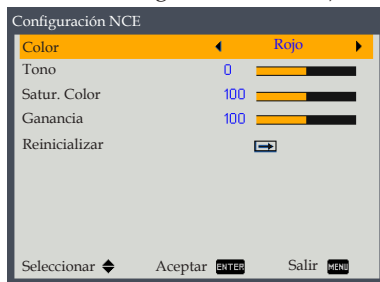 Configuración NCE
Color Rojo
Tono 0
Satur. Color 100
Ganancia 100
Reinicializar
Seleccionar Aceptar ENTER Salir MENU